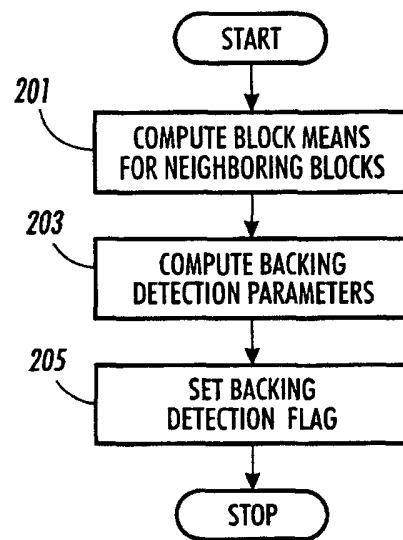 START
201
COMPUTE BLOCK MEANS
FOR NEIGHBORING BLOCKS
203
COMPUTE BACKING
DETECTION PARAMETERS
205
SET BACKING
DETECTION FLAG
STOP